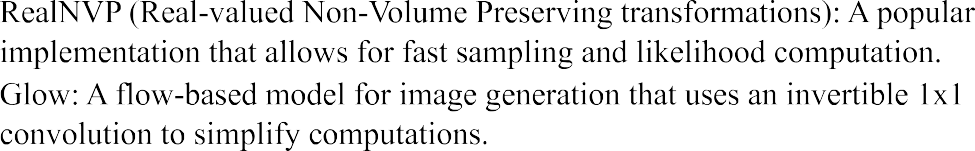 RealNVP (Real-valued Non-Volume Preserving transformations): A popular
implementation that allows for fast sampling and likelihood computation.
Glow: A flow-based model for image generation that uses an invertible 1x1
convolution to simplify computations.